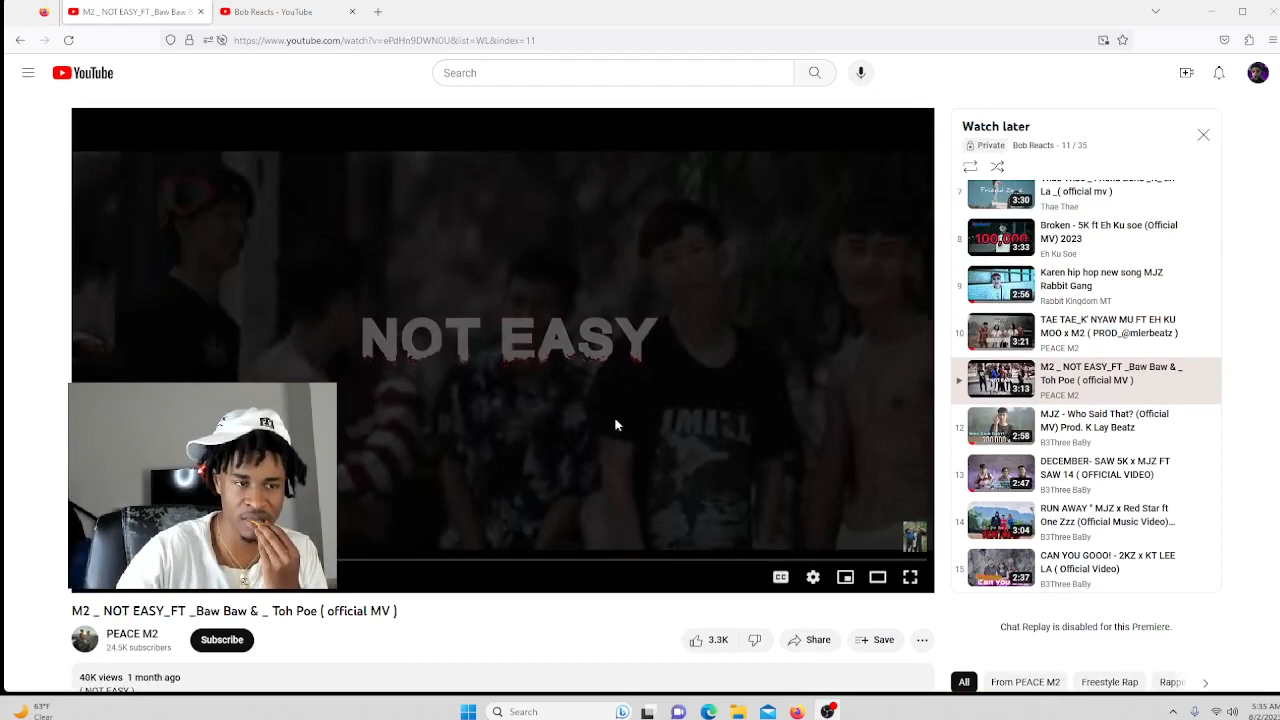 M2 _ NOT EASY_FT _Baw Baw &
Bob Reacts - YouTube
https://www.youtube.com/watch?v=ePdHn9DWN0U&list=WL&index=11
YouTube
Search
NOT EASY
CC
M2 _ NOT EASY_FT _Baw Baw & _ Toh Poe ( official MV )
PEACE M2
24.5K subscribers
Subscribe
3.3K
Share
Save
40K views 1 month ago
( NOT EASY )
Watch later
Private Bob Reacts - 11 / 35
7
La _( official mv )
Thae Thae
3:30
8
Broken - 5K ft Eh Ku soe (Official
MV) 2023
Eh Ku Soe
100,000
3:33
9
Karen hip hop new song MJZ
Rabbit Gang
Rabbit Kingdom MT
2:56
10
TAE TAE_K' NYAW MU FT EH KU
MOO x M2 ( PROD_@mlerbeatz )
PEACE M2
3:21
M2 _ NOT EASY_FT _Baw Baw & _
Toh Poe ( official MV )
PEACE M2
3:13
12
MJZ - Who Said That? (Official
MV) Prod. K Lay Beatz
B3Three BaBy
2:58
13
DECEMBER- SAW 5K x MJZ FT
SAW 14 ( OFFICIAL VIDEO)
B3Three BaBy
2:47
14
RUN AWAY " MJZ x Red Star ft
One Zzz (Official Music Video)...
B3Three BaBy
3:04
15
CAN YOU GOOO! - 2KZ x KT LEE
LA ( Official Video)
B3Three BaBy
2:37
Chat Replay is disabled for this Premiere.
All
From PEACE M2
Freestyle Rap
Rappi
63°F
Clear
Search
5:35 AM